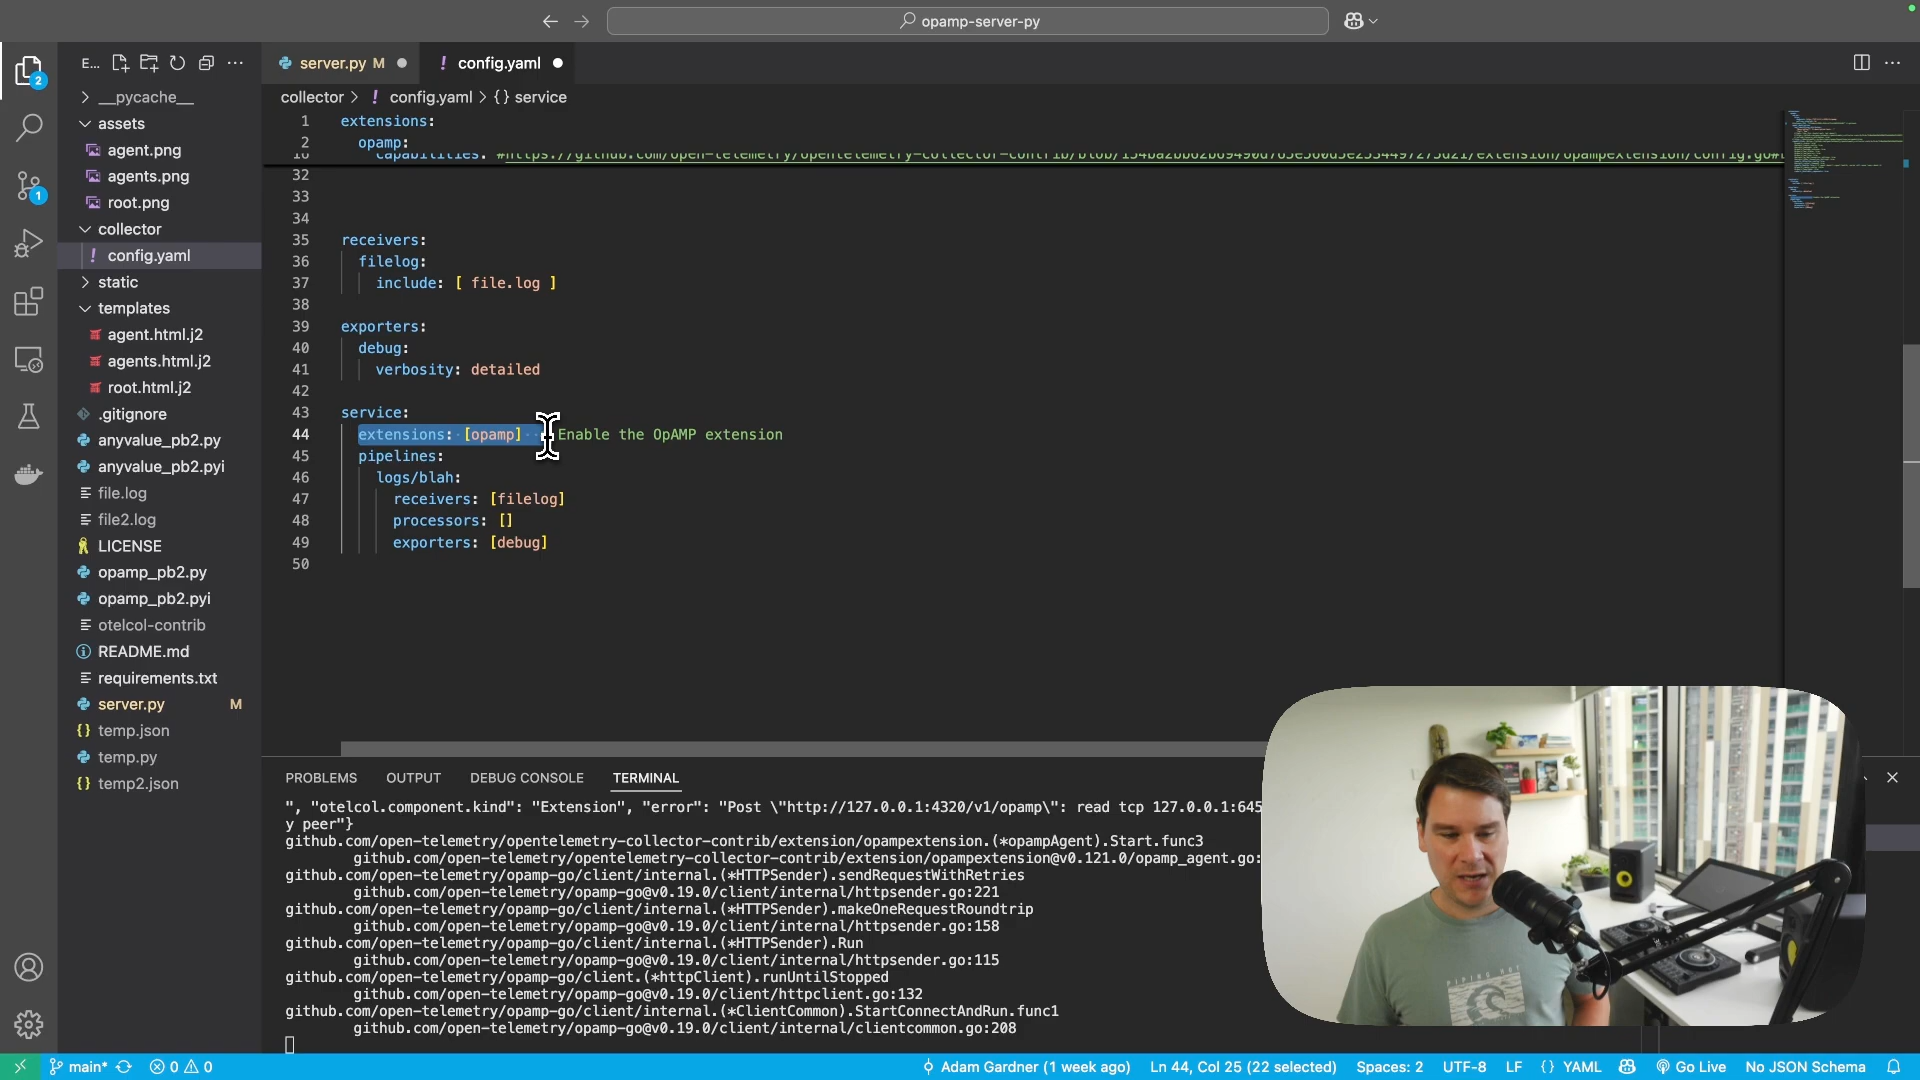 opamp-server-py
E...
server.py M
config.yaml
collector > config.yaml > {} service
2
1
__pycache__
assets
agent.png
agents.png
root.png
collector
config.yaml
static
templates
agent.html.j2
agents.html.j2
root.html.j2
.gitignore
anyvalue_pb2.py
anyvalue_pb2.pyi
file.log
file2.log
LICENSE
opamp_pb2.py
opamp_pb2.pyi
otelcol-contrib
README.md
requirements.txt
server.py M
temp.json
temp.py
temp2.json
1 extensions:
2 opamp:
32
33
34
35 receivers:
36 filelog:
37 include: [ file.log ]
38
39 exporters:
40 debug:
41 verbosity: detailed
42
43 service:
44 extensions: [opamp] Enable the OpAMP extension
45 pipelines:
46 logs/blah:
47 receivers: [filelog]
48 processors: []
49 exporters: [debug]
50
PROBLEMS OUTPUT DEBUG CONSOLE TERMINAL
", "otelcol.component.kind": "Extension", "error": "Post \"http://127.0.0.1:4320/v1/opamp\": read tcp 127.0.0.1:645
y peer"}
github.com/open-telemetry/opentelemetry-collector-contrib/extension/opampextension.(*opampAgent).Start.func3
github.com/open-telemetry/opentelemetry-collector-contrib/extension/opampextension@v0.121.0/opamp_agent.go:
github.com/open-telemetry/opamp-go/client/internal.(*HTTPSender).sendRequestWithRetries
github.com/open-telemetry/opamp-go@v0.19.0/client/internal/httpsender.go:221
github.com/open-telemetry/opamp-go/client/internal.(*HTTPSender).makeOneRequestRoundtrip
github.com/open-telemetry/opamp-go@v0.19.0/client/internal/httpsender.go:158
github.com/open-telemetry/opamp-go/client/internal.(*HTTPSender).Run
github.com/open-telemetry/opamp-go@v0.19.0/client/internal/httpsender.go:115
github.com/open-telemetry/opamp-go/client.(*httpClient).runUntilStopped
github.com/open-telemetry/opamp-go@v0.19.0/client/httpclient.go:132
github.com/open-telemetry/opamp-go/client/internal.(*ClientCommon).StartConnectAndRun.func1
github.com/open-telemetry/opamp-go@v0.19.0/client/internal/clientcommon.go:208
main* 0 0 Adam Gardner (1 week ago) Ln 44, Col 25 (22 selected) Spaces: 2 UTF-8 LF {} YAML Go Live No JSON Schema